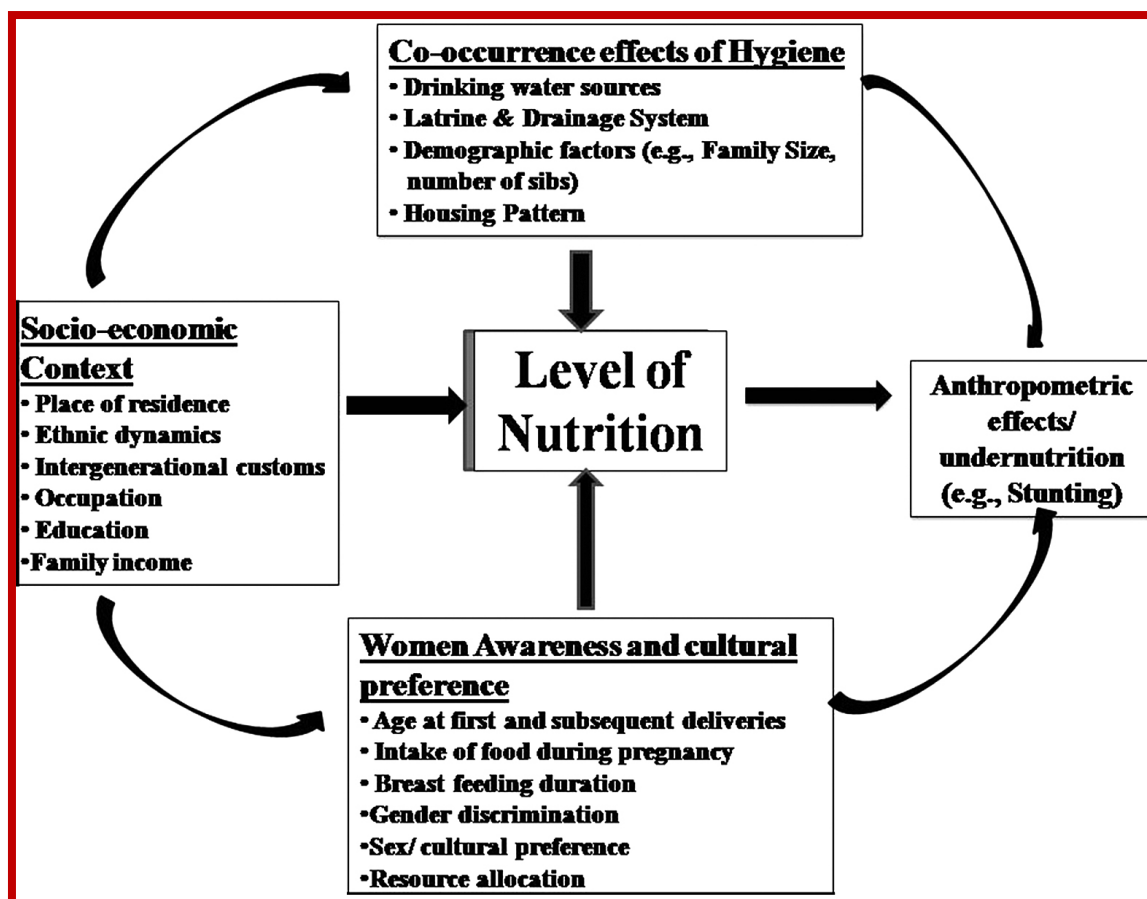 Co-occurrence effects of Hygiene
• Drinking water sources
• Latrine & Drainage System
• Demographic factors (e.g., Family Size,
number of sibs)
• Housing Pattern
Socio-economic
Context
• Place of residence
• Ethnic dynamics
• Intergenerational customs
• Occupation
• Education
•Family income
Level of
Nutrition
Anthropometric
effects/
undernutrition
(e.g., Stunting)
Women Awareness and cultural
preference
• Age at first and subsequent deliveries
• Intake of food during pregnancy
• Breast feeding duration
•Gender discrimination
•Sex/ cultural preference
•Resource allocation